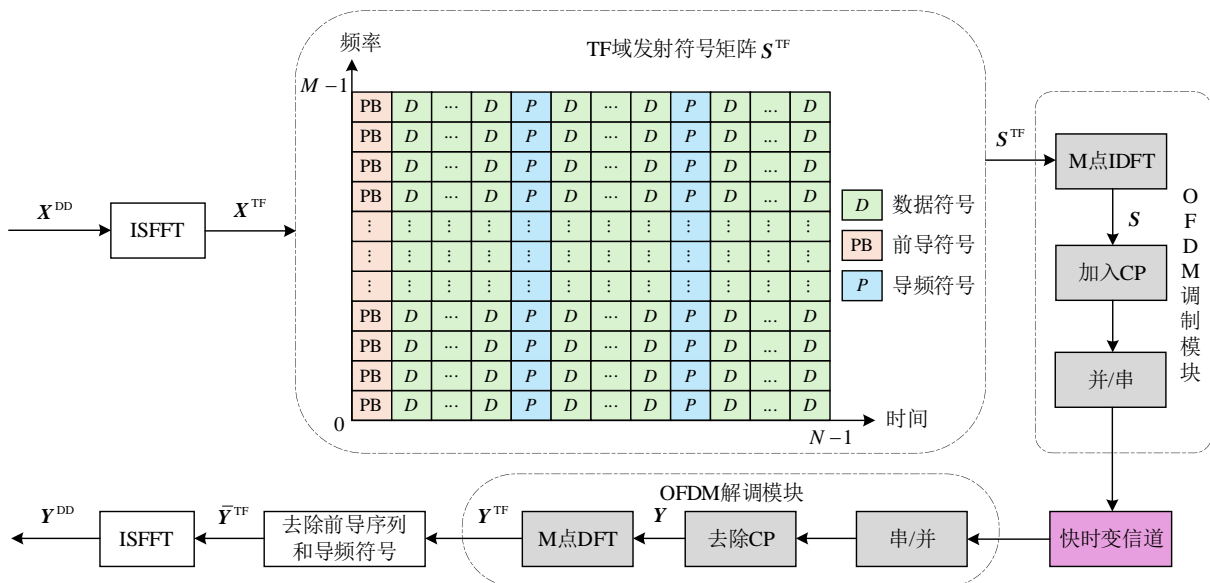 频率
TF域发射符号矩阵 S^TF
M −1
PB D ... D P D ... D P D ... D
PB D ... D P D ... D P D ... D
PB D ... D P D ... D P D ... D
PB D ... D P D ... D P D ... D
⋮ ⋮ ⋮ ⋮ ⋮ ⋮ ⋮ ⋮ ⋮ ⋮ ⋮ ⋮
⋮ ⋮ ⋮ ⋮ ⋮ ⋮ ⋮ ⋮ ⋮ ⋮ ⋮ ⋮
⋮ ⋮ ⋮ ⋮ ⋮ ⋮ ⋮ ⋮ ⋮ ⋮ ⋮ ⋮
PB D ... D P D ... D P D ... D
PB D ... D P D ... D P D ... D
PB D ... D P D ... D P D ... D
PB D ... D P D ... D P D ... D
0
时间
N −1
D 数据符号
PB 前导符号
P 导频符号
X^DD
ISFFT
X^TF
S^TF
M点IDFT
S
加入CP
并/串
OFDM调制模块
快时变信道
OFDM解调模块
串/并
去除CP
Y
M点DFT
Y^TF
去除前导序列
和导频符号
Ȳ^TF
ISFFT
Y^DD